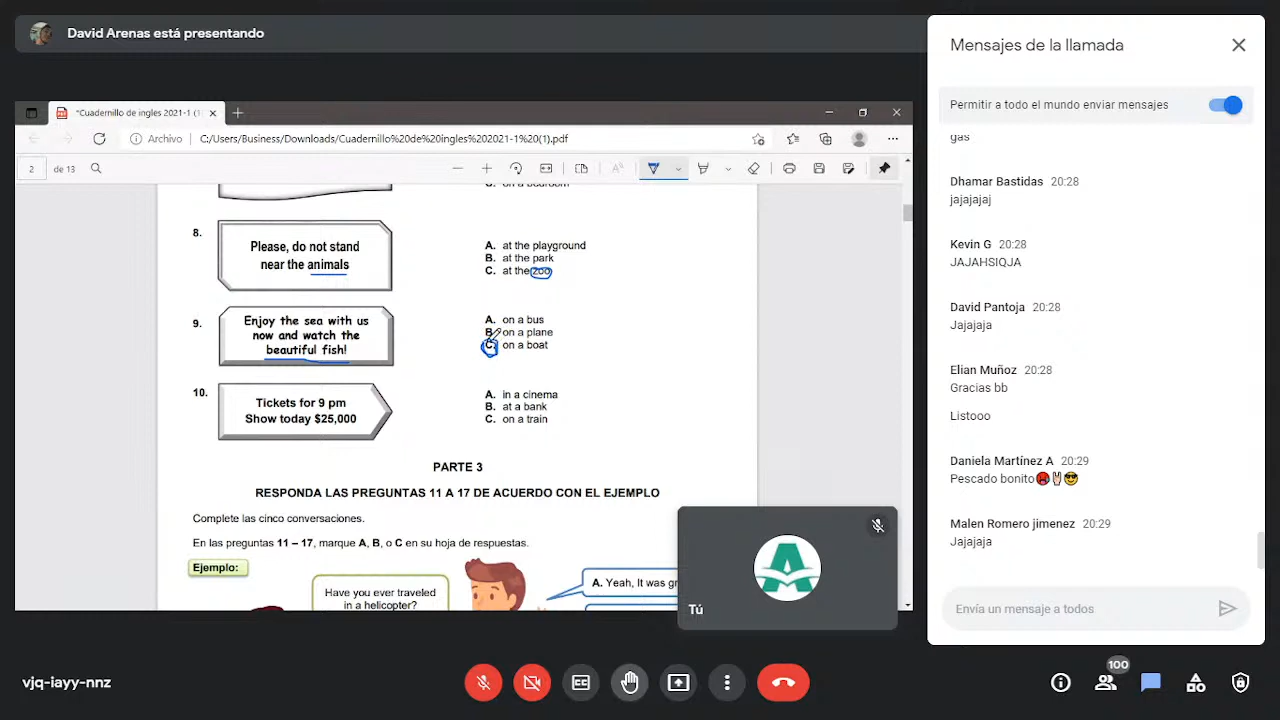 David Arenas está presentando
*Cuadernillo de ingles 2021-1 (1
Archivo
C:/Users/Business/Downloads/Cuadernillo%20de%20ingles%202021-1%20(1).pdf
2 de 13
8.
Please, do not stand
near the animals
A. at the playground
B. at the park
C. at the zoo
9.
Enjoy the sea with us
now and watch the
beautiful fish!
A. on a bus
B. on a plane
C. on a boat
10.
Tickets for 9 pm
Show today $25,000
A. in a cinema
B. at a bank
C. on a train
PARTE 3
RESPONDA LAS PREGUNTAS 11 A 17 DE ACUERDO CON EL EJEMPLO
Complete las cinco conversaciones.
En las preguntas 11 – 17, marque A, B, o C en su hoja de respuestas.
Ejemplo:
Have you ever traveled
in a helicopter?
A. Yeah, It was gr
Tú
Mensajes de la llamada
Permitir a todo el mundo enviar mensajes
gas
Dhamar Bastidas 20:28
jajajajaj
Kevin G 20:28
JAJAHSIQJA
David Pantoja 20:28
Jajajaja
Elian Muñoz 20:28
Gracias bb
Listooo
Daniela Martínez A 20:29
Pescado bonito
Malen Romero jimenez 20:29
Jajajaja
Envía un mensaje a todos
vjq-iayy-nnz
100